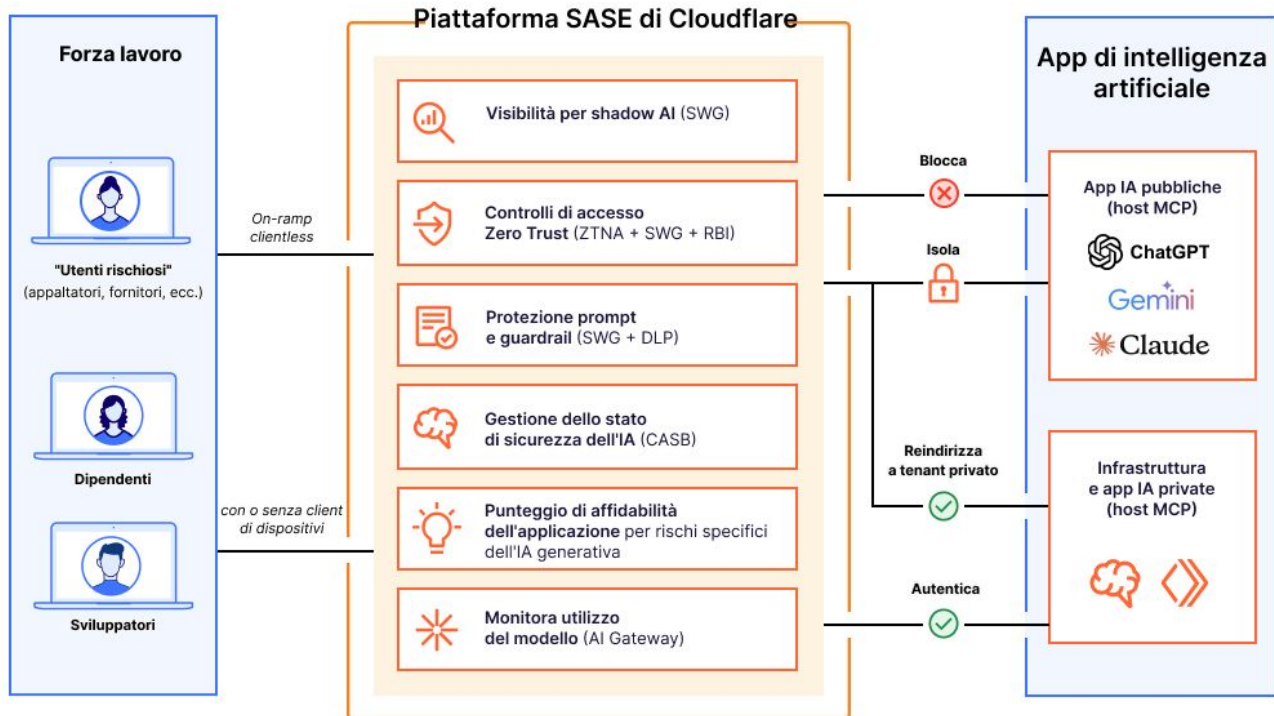 Piattaforma SASE di Cloudflare
Forza lavoro
"Utenti rischiosi"
(appaltatori, fornitori, ecc.)
Dipendenti
Sviluppatori
On-ramp
clientless
con o senza client
di dispositivi
Visibilità per shadow AI (SWG)
Controlli di accesso
Zero Trust (ZTNA + SWG + RBI)
Protezione prompt
e guardrail (SWG + DLP)
Gestione dello stato
di sicurezza dell'IA (CASB)
Punteggio di affidabilità
dell'applicazione per rischi specifici
dell'IA generativa
Monitora utilizzo
del modello (AI Gateway)
Blocca
Isola
Reindirizza
a tenant privato
Autentica
App di intelligenza
artificiale
App IA pubbliche
(host MCP)
ChatGPT
Gemini
Claude
Infrastruttura
e app IA private
(host MCP)